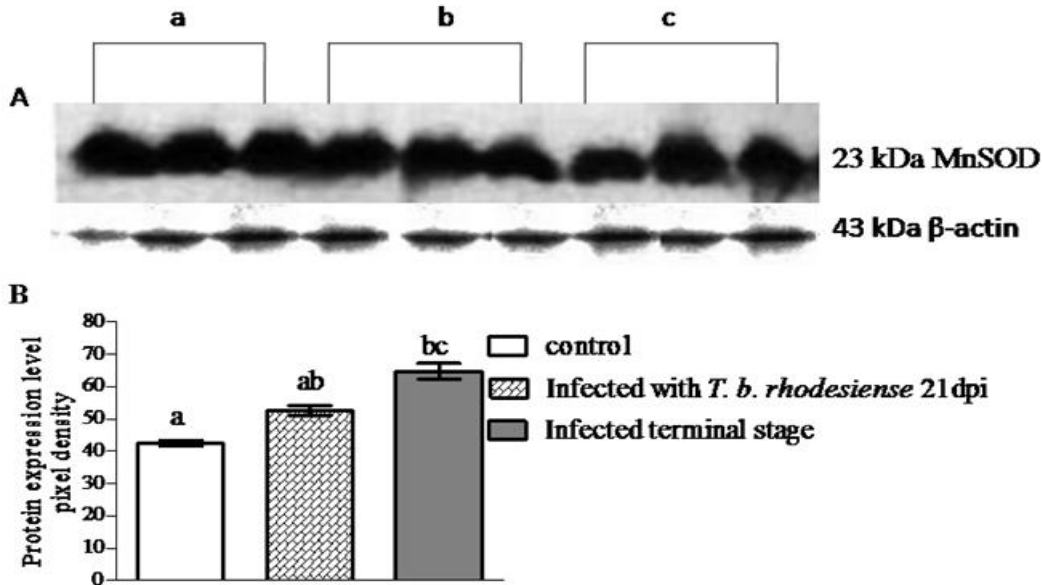 a b c
A
23 kDa MnSOD
43 kDa β-actin
B
Protein expression level
pixel density
80
70
60
50
40
30
20
10
0
a
ab
bc
control
Infected with T. b. rhodesiense 21dpi
Infected terminal stage